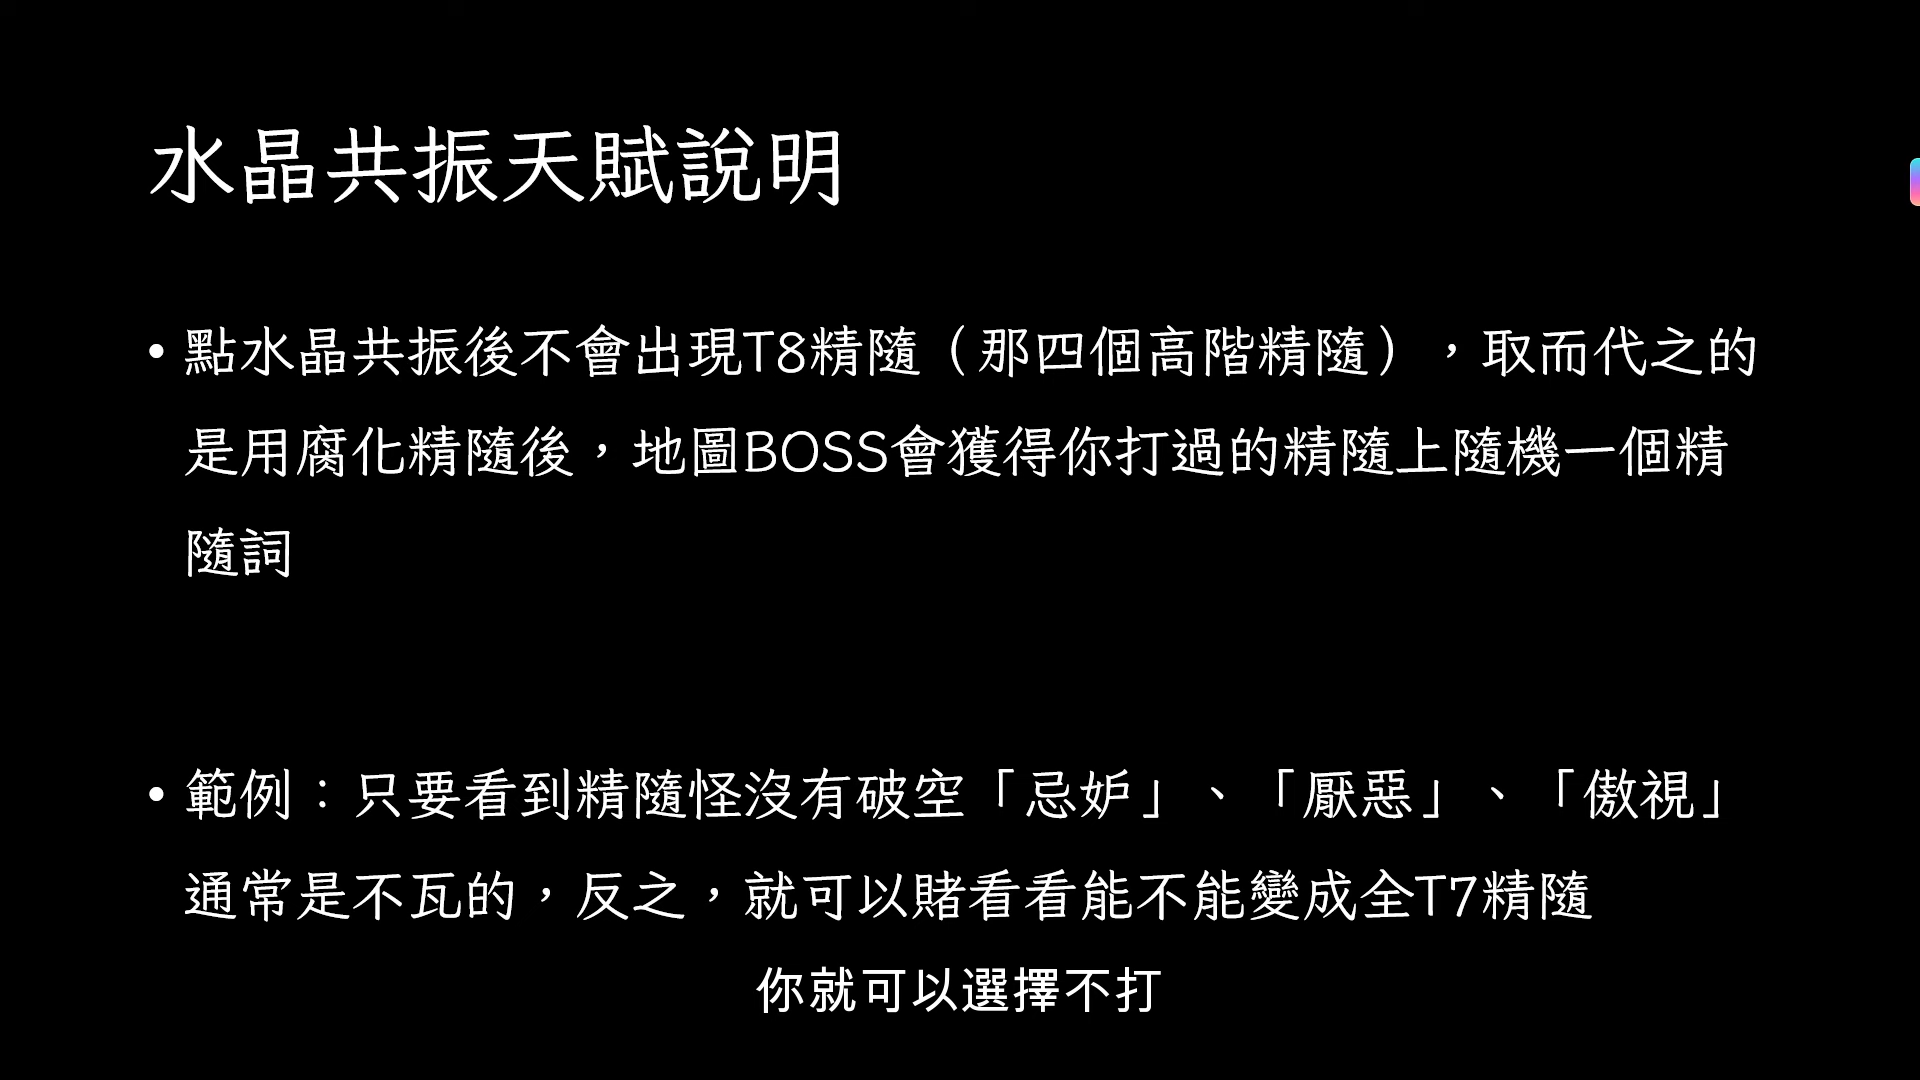 水晶共振天賦說明
• 點水晶共振後不會出現T8精隨（那四個高階精隨），取而代之的
是用腐化精隨後，地圖BOSS會獲得你打過的精隨上隨機一個精
隨詞
• 範例：只要看到精隨怪沒有破空「忌妒」、「厭惡」、「傲視」
通常是不瓦的，反之，就可以賭看看能不能變成全T7精隨
你就可以選擇不打